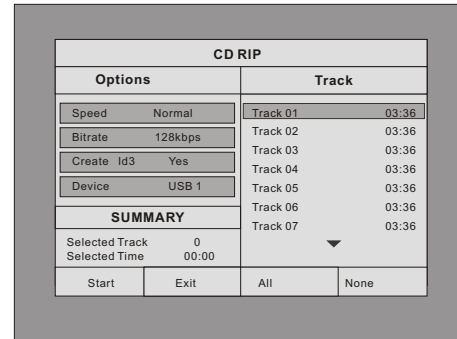 CD RIP
Options
Track
Speed Normal
Bitrate 128kbps
Create Id3 Yes
Device USB 1
SUMMARY
Selected Track 0
Selected Time 00:00
Track 01 03:36
Track 02 03:36
Track 03 03:36
Track 04 03:36
Track 05 03:36
Track 06 03:36
Track 07 03:36
Start Exit All None